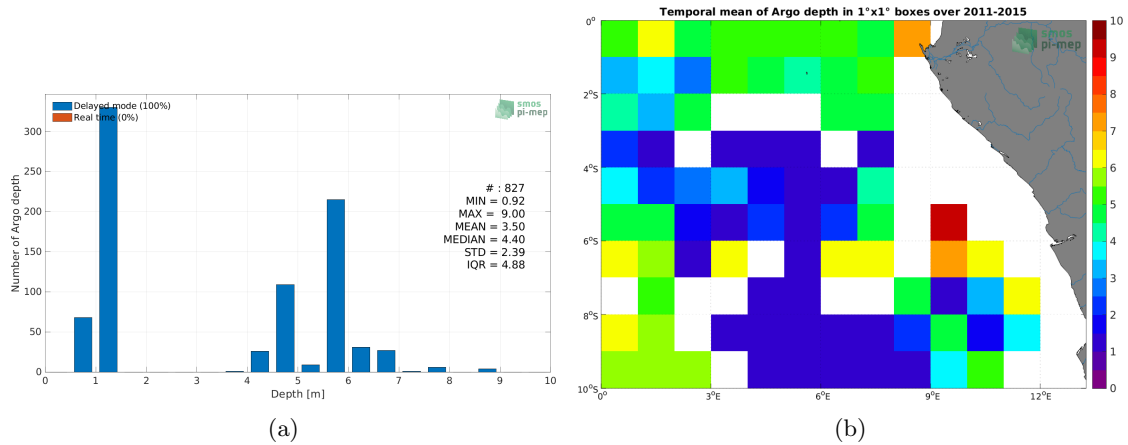 Delayed mode (100%)
Real time (0%)
smos
pi-mep
Number of Argo depth
300
250
200
150
100
50
0
# : 827
MIN = 0.92
MAX = 9.00
MEAN = 3.50
MEDIAN = 4.40
STD = 2.39
IQR = 4.88
0 1 2 3 4 5 6 7 8 9 10
Depth [m]
(a)
Temporal mean of Argo depth in 1°x1° boxes over 2011-2015
smos
pi-mep
0°
2°S
4°S
6°S
8°S
10°S
0° 3°E 6°E 9°E 12°E
10
9
8
7
6
5
4
3
2
1
0
(b)